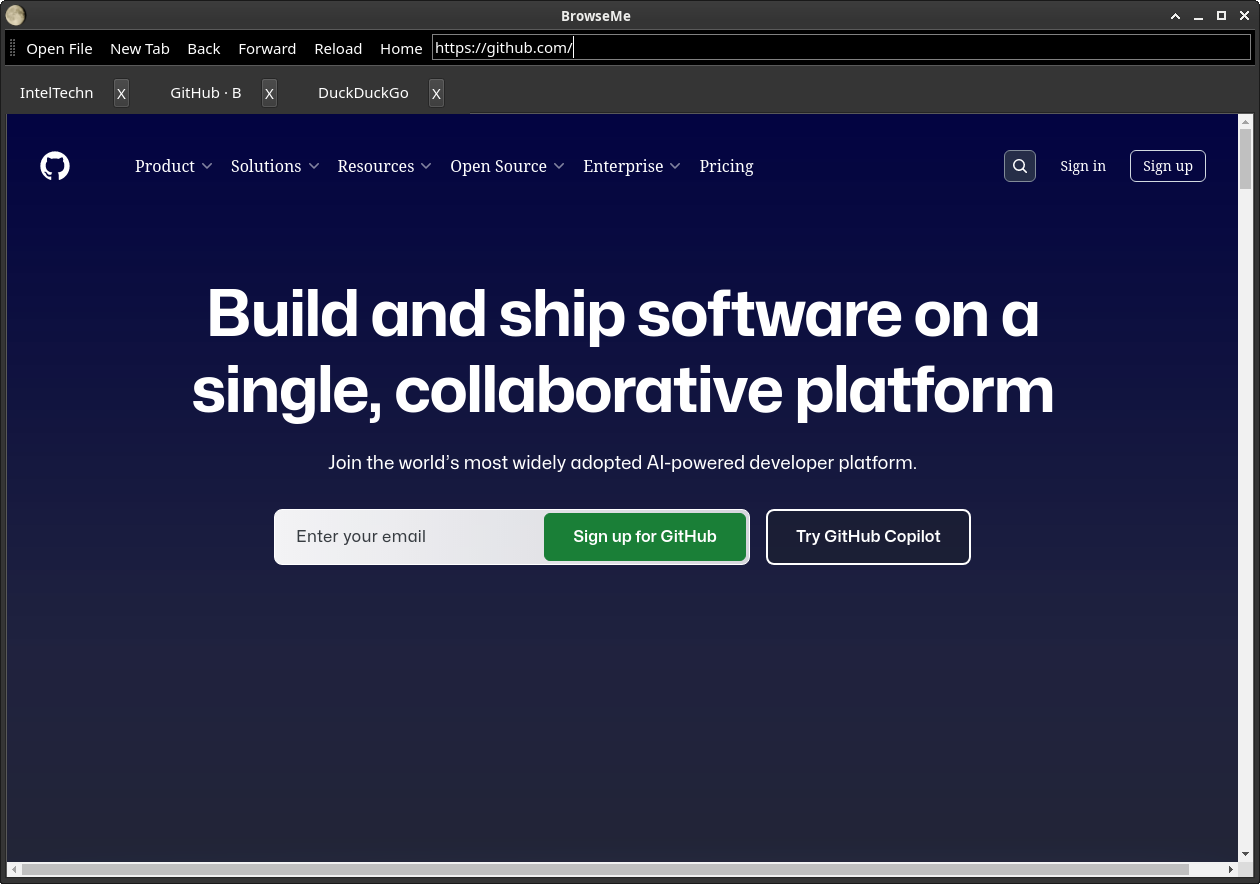 BrowseMe
Open File New Tab Back Forward Reload Home https://github.com/
IntelTechn X GitHub · B X DuckDuckGo X
Product Solutions Resources Open Source Enterprise Pricing Sign in Sign up
Build and ship software on a
single, collaborative platform
Join the world’s most widely adopted AI-powered developer platform.
Enter your email Sign up for GitHub Try GitHub Copilot